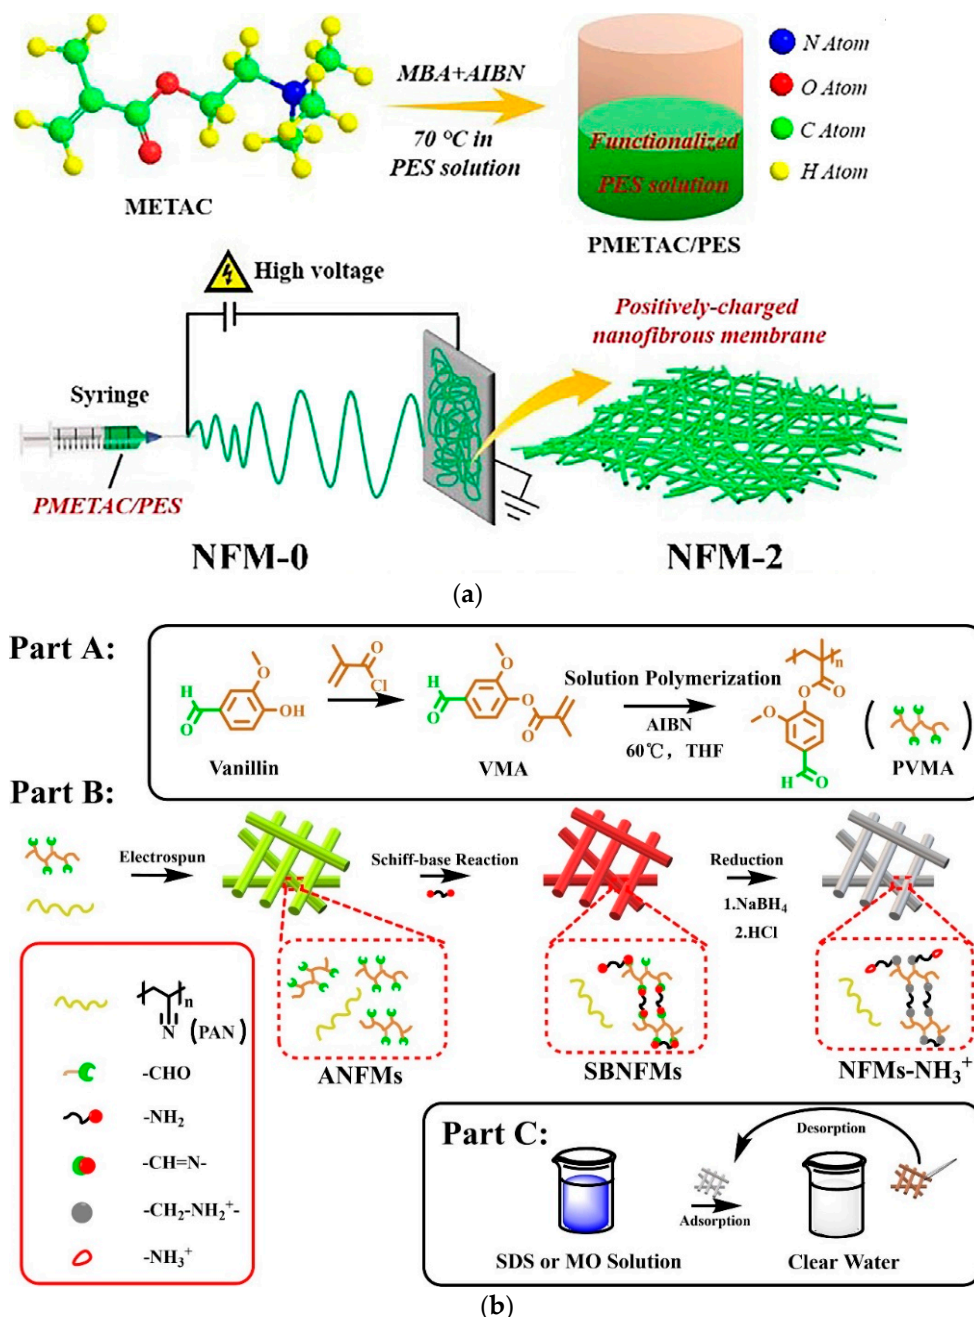 N Atom
MBA+AIBN
O Atom
70 °C in
PES solution
Functionalized
PES solution
C Atom
H Atom
METAC
PMETAC/PES
High voltage
Positively-charged
nanofibrous membrane
Syringe
PMETAC/PES
NFM-0
NFM-2
(a)
Part A:
H
O
O
OH
Vanillin
O
Cl
H
O
O
O
O
VMA
Solution Polymerization
AIBN
60℃, THF
n
O
O
O
O
H
PVMA
Part B:
Electrospun
Schiff-base Reaction
Reduction
1.NaBH4
2.HCl
ANFMs
SBNFMs
NFMs-NH3+
n
N
(PAN)
-CHO
-NH2
-CH=N-
-CH2-NH2+-
-NH3+
Part C:
Desorption
Adsorption
SDS or MO Solution
Clear Water
(b)